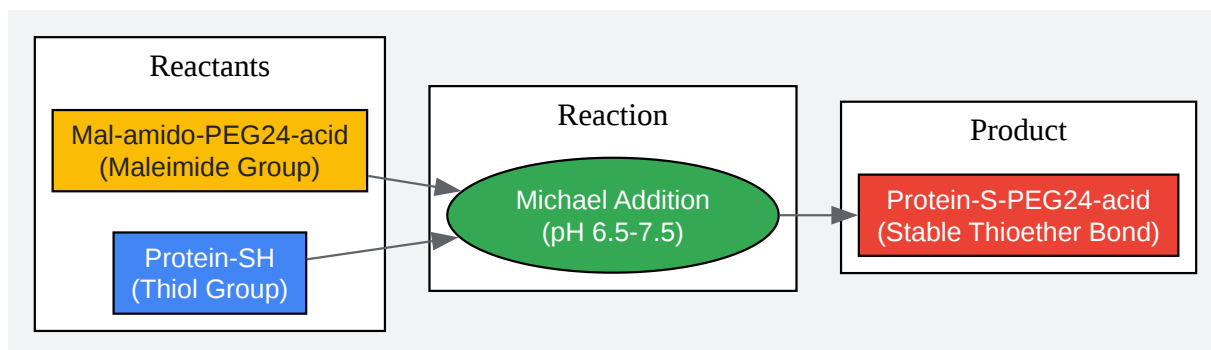 Reactants
Mal-amido-PEG24-acid
(Maleimide Group)
Protein-SH
(Thiol Group)
Reaction
Michael Addition
(pH 6.5-7.5)
Product
Protein-S-PEG24-acid
(Stable Thioether Bond)